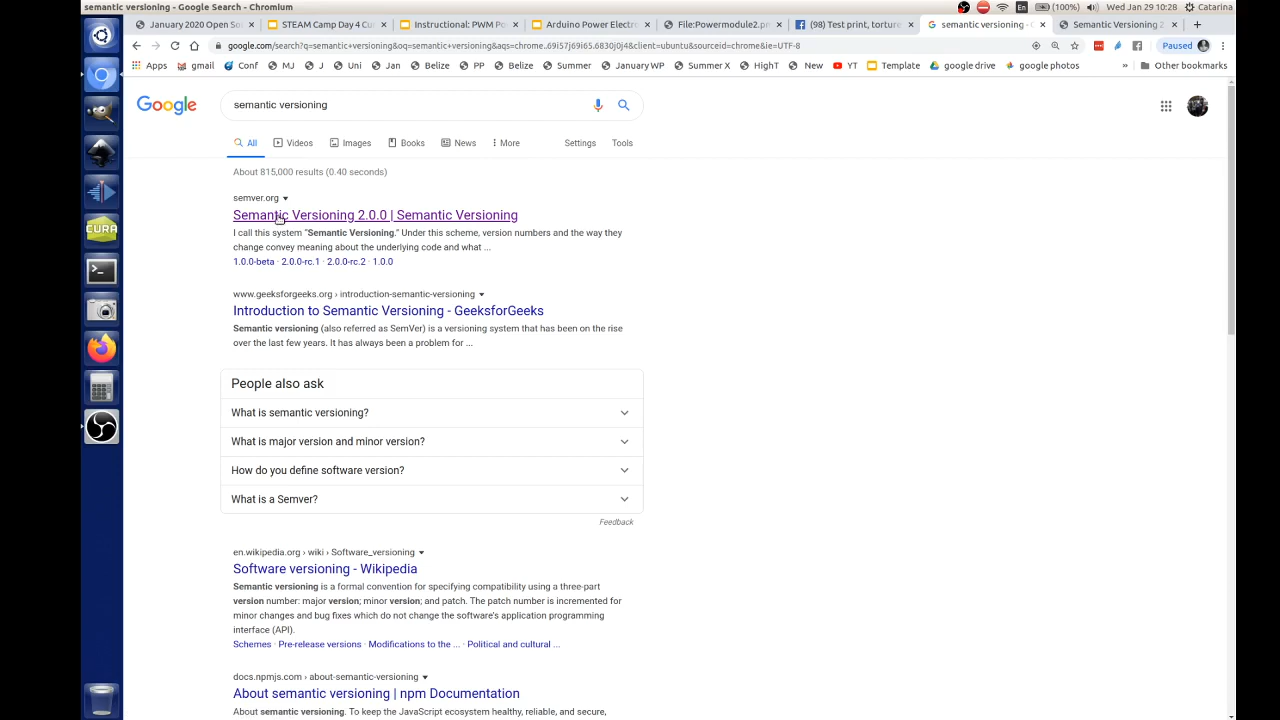 semantic versioning - Google Search - Chromium
En (100%) Wed Jan 29 10:28 Catarina
January 2020 Open So
STEAM Camp Day 4 Cu
Instructional: PWM Po
Arduino Power Electro
File:Powermodule2.pn
(98) Test print, torture
semantic versioning - G
Semantic Versioning 2
google.com/search?q=semantic+versioning&oq=semantic+versioning&aqs=chrome..69i57j69i65.6830j0j4&client=ubuntu&sourceid=chrome&ie=UTF-8
Paused
Apps gmail Conf MJ J Uni Jan Belize PP Belize Summer January WP Summer X HighT New YT Template google drive google photos » Other bookmarks
Google
semantic versioning
All Videos Images Books News More Settings Tools
About 815,000 results (0.40 seconds)
semver.org
Semantic Versioning 2.0.0 | Semantic Versioning
I call this system "Semantic Versioning." Under this scheme, version numbers and the way they
change convey meaning about the underlying code and what ...
1.0.0-beta · 2.0.0-rc.1 · 2.0.0-rc.2 · 1.0.0
www.geeksforgeeks.org › introduction-semantic-versioning
Introduction to Semantic Versioning - GeeksforGeeks
Semantic versioning (also referred as SemVer) is a versioning system that has been on the rise
over the last few years. It has always been a problem for ...
People also ask
What is semantic versioning?
What is major version and minor version?
How do you define software version?
What is a Semver?
Feedback
en.wikipedia.org › wiki › Software_versioning
Software versioning - Wikipedia
Semantic versioning is a formal convention for specifying compatibility using a three-part
version number: major version; minor version; and patch. The patch number is incremented for
minor changes and bug fixes which do not change the software's application programming
interface (API).
Schemes · Pre-release versions · Modifications to the ... · Political and cultural ...
docs.npmjs.com › about-semantic-versioning
About semantic versioning | npm Documentation
About semantic versioning. To keep the JavaScript ecosystem healthy, reliable, and secure,
CURA